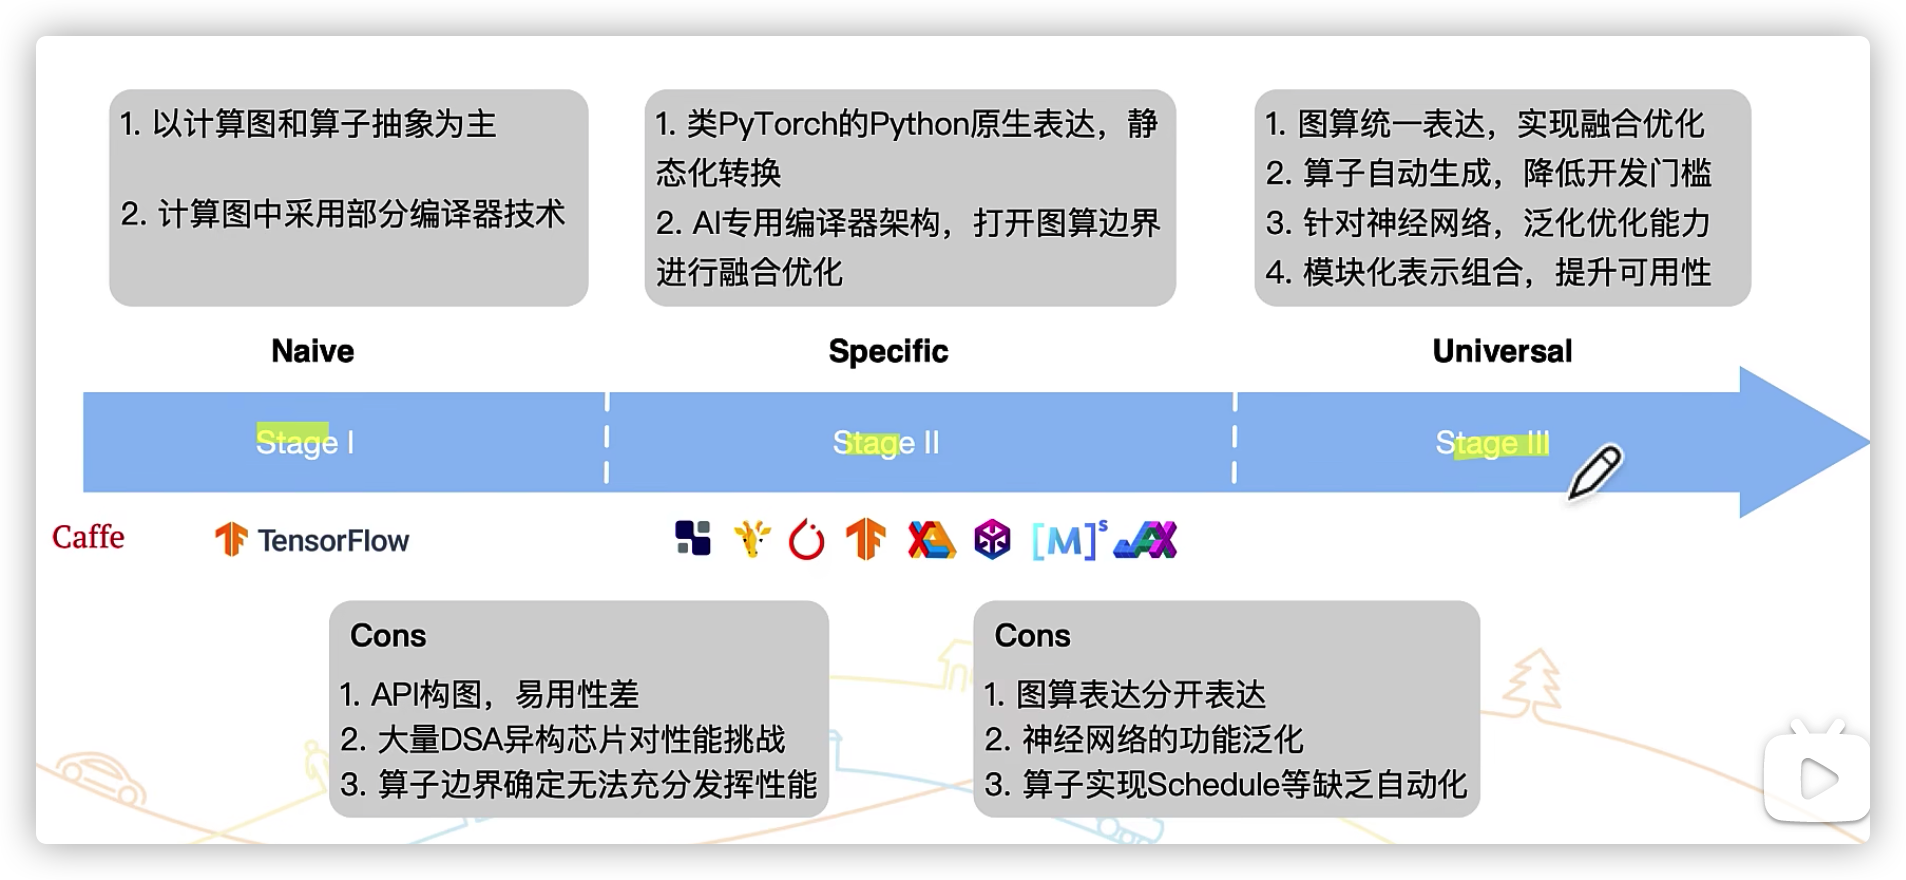 1. 以计算图和算子抽象为主
2. 计算图中采用部分编译器技术
1. 类PyTorch的Python原生表达，静
态化转换
2. AI专用编译器架构，打开图算边界
进行融合优化
1. 图算统一表达，实现融合优化
2. 算子自动生成，降低开发门槛
3. 针对神经网络，泛化优化能力
4. 模块化表示组合，提升可用性
Naive
Specific
Universal
Stage I
Stage II
Stage III
Caffe
TensorFlow
[M]s
JAX
Cons
1. API构图，易用性差
2. 大量DSA异构芯片对性能挑战
3. 算子边界确定无法充分发挥性能
Cons
1. 图算表达分开表达
2. 神经网络的功能泛化
3. 算子实现Schedule等缺乏自动化